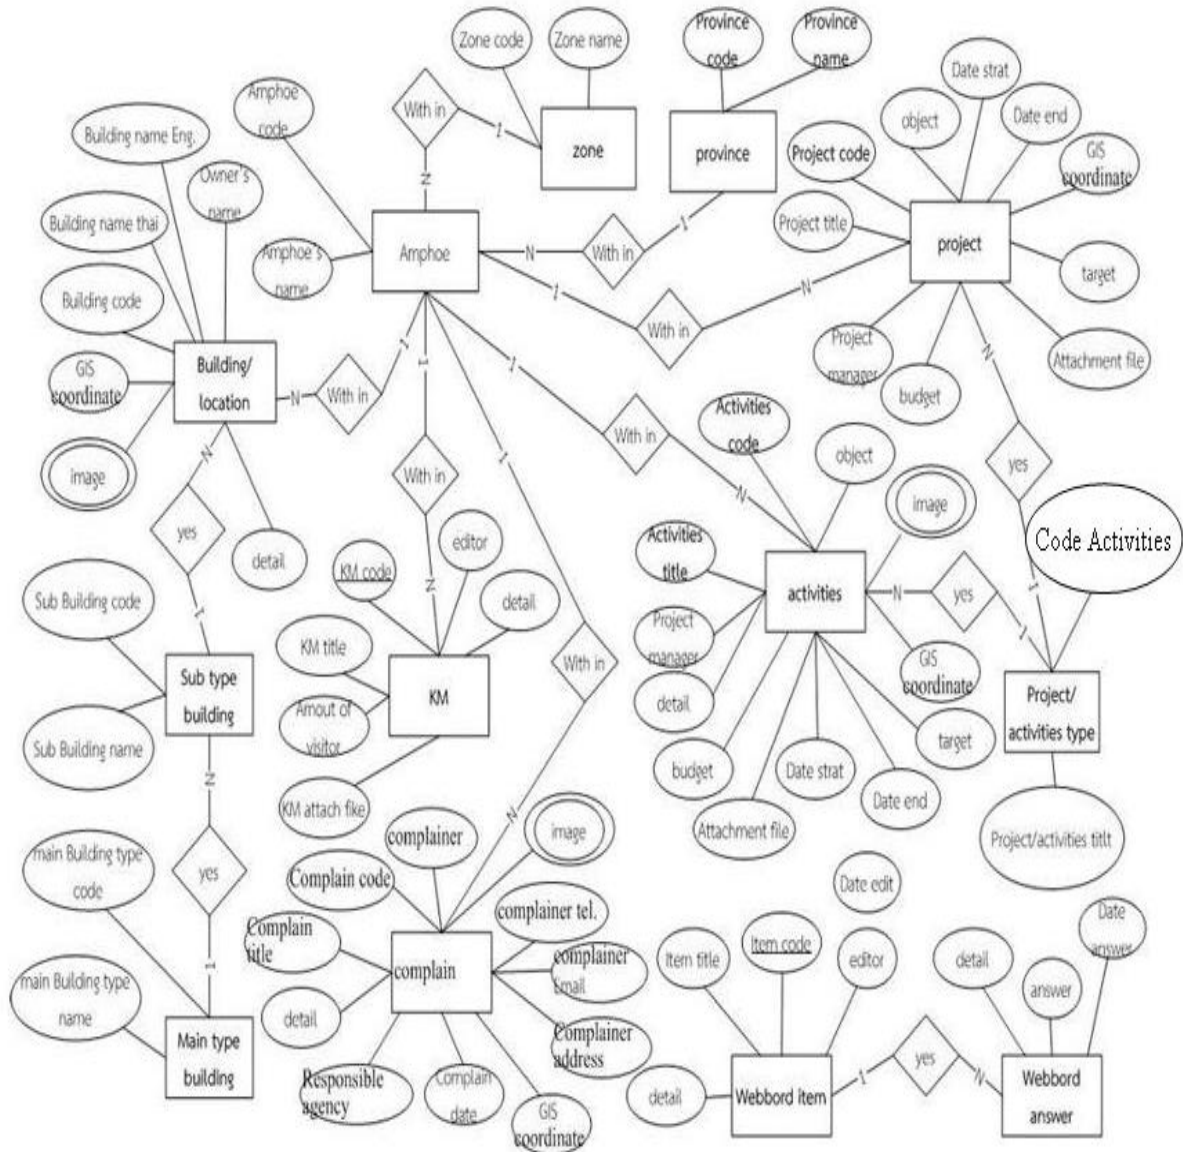 Zone code
Zone name
Province
code
Province
name
Amphoe
code
With in
1
N
zone
province
Building name Eng.
Owner's
name
Building name thai
Amphoe's
name
Amphoe
N
With in
1
1
With in
N
Date strat
object
Date end
Project code
GIS
coordinate
Project title
project
target
Project
manager
budget
Attachment file
Building code
GIS
coordinate
image
Building/
location
N
With in
1
detail
N
yes
1
Sub Building code
Sub Building name
Sub type
building
N
yes
1
main Building type
code
main Building type
name
Main type
building
1
With in
N
KM code
editor
detail
KM title
Amout of
visitor
KM attach fike
KM
1
With in
N
1
With in
N
Activities
code
object
image
Activities
title
Project
manager
detail
budget
Attachment file
Date strat
Date end
target
GIS
coordinate
activities
N
yes
1
N
yes
1
Code Activities
Project/
activities type
Project/activities titlt
complainer
image
Complain code
complainer tel.
Complain
title
complainer
Email
complain
detail
Complainer
address
Responsible
agency
Complain
date
GIS
coordinate
Date edit
Item code
Item title
editor
detail
Webbord item
1
yes
N
Date
answer
detail
answer
Webbord
answer